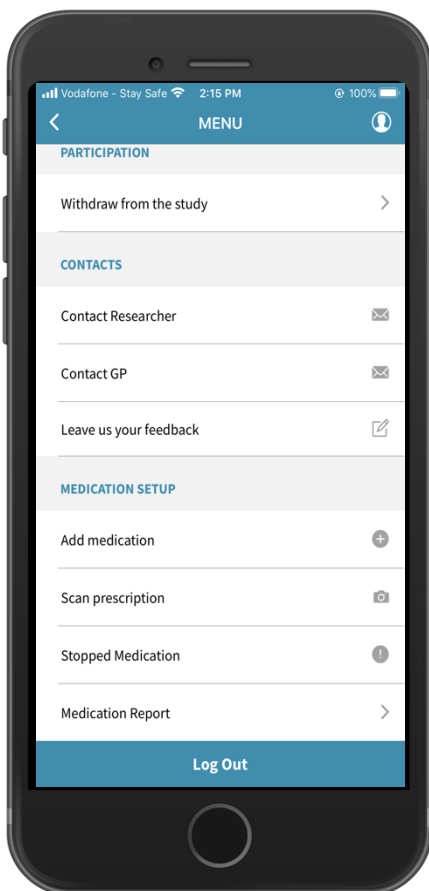 Vodafone - Stay Safe 2:15 PM 100%
MENU
PARTICIPATION
Withdraw from the study
CONTACTS
Contact Researcher
Contact GP
Leave us your feedback
MEDICATION SETUP
Add medication
Scan prescription
Stopped Medication
Medication Report
Log Out